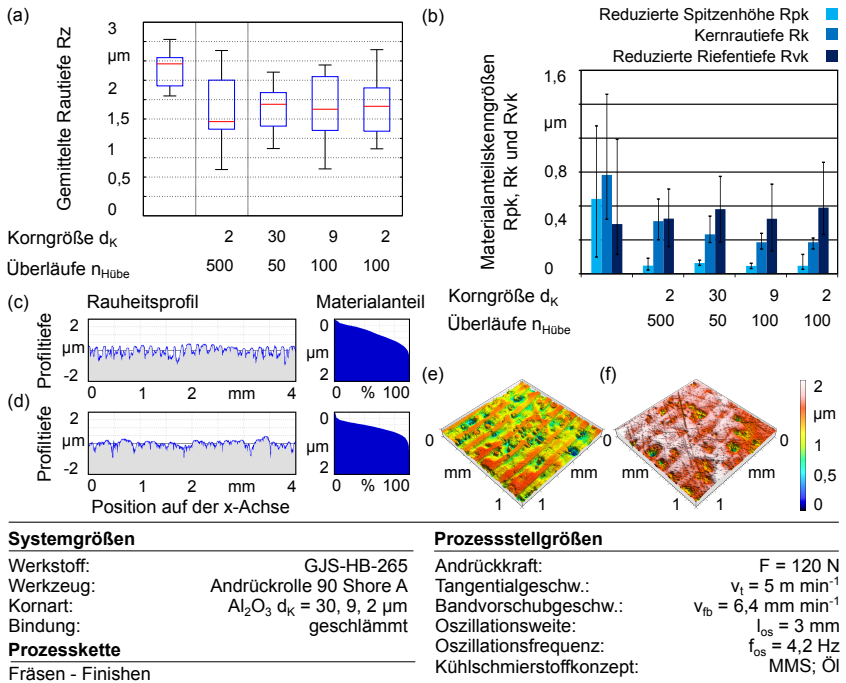 (a)
Gemittelte Rautiefe Rz
3
µm
2
1,5
1
0,5
0
Korngröße dK 2 30 9 2
Überläufe nHübe 500 50 100 100
(b)
Reduzierte Spitzenhöhe Rpk
Kernrautiefe Rk
Reduzierte Riefentiefe Rvk
Materialanteilskenngrößen
Rpk, Rk und Rvk
1,6
µm
0,8
0,4
0
Korngröße dK 2 30 9 2
Überläufe nHübe 500 50 100 100
(c) Rauheitsprofil Materialanteil
Profiltiefe
2
µm
-2
0 1 2 mm 4
0
µm
2
0 % 100
(d)
Profiltiefe
2
µm
-2
0 1 2 mm 4
Position auf der x-Achse
0
µm
2
0 % 100
(e)
0
mm
1
1
mm
0
(f)
0
mm
1
1
mm
0
2
µm
1
0,5
0
Systemgrößen
Werkstoff: GJS-HB-265
Werkzeug: Andrückrolle 90 Shore A
Kornart: Al2O3 dK = 30, 9, 2 µm
Bindung: geschlämmt
Prozesskette
Fräsen - Finishen
Prozessstellgrößen
Andrückkraft: F = 120 N
Tangentialgeschw.: vt = 5 m min-1
Bandvorschubgeschw.: vfb = 6,4 mm min-1
Oszillationsweite: los = 3 mm
Oszillationsfrequenz: fos = 4,2 Hz
Kühlschmierstoffkonzept: MMS; Öl